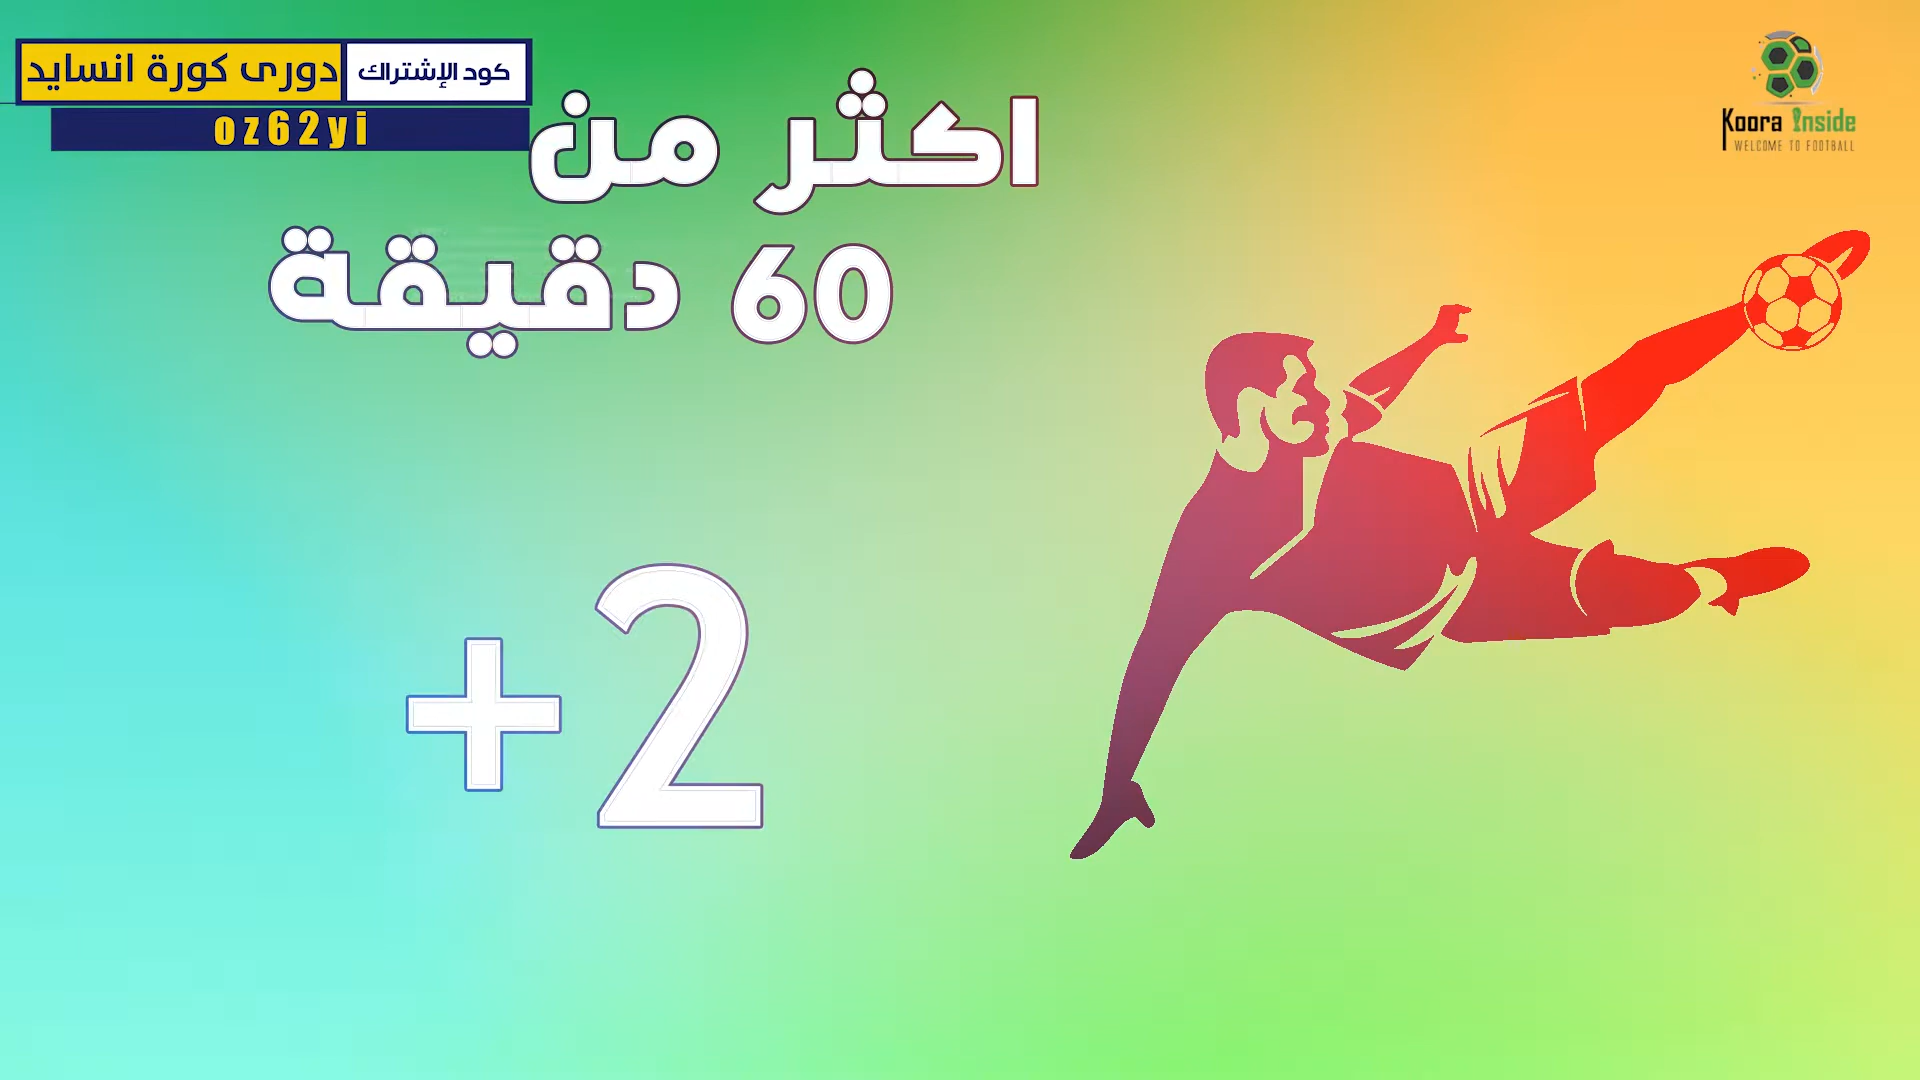 كود الإشتراك دورى كورة انسايد
oz62yi
Koora Inside
WELCOME TO FOOTBALL
اكثر من
60 دقيقة
+2